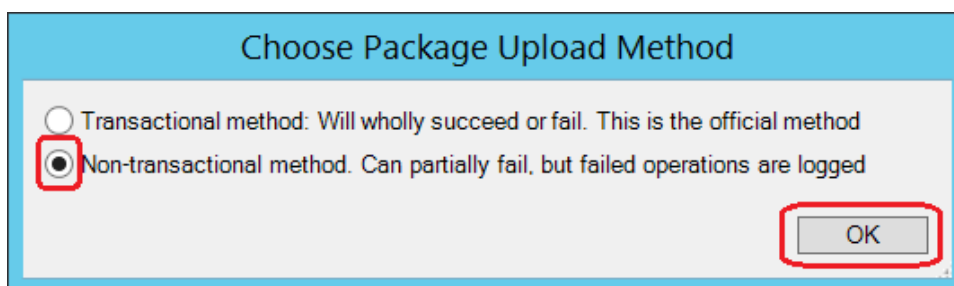 Choose Package Upload Method
Transactional method: Will wholly succeed or fail. This is the official method
Non-transactional method. Can partially fail, but failed operations are logged
OK